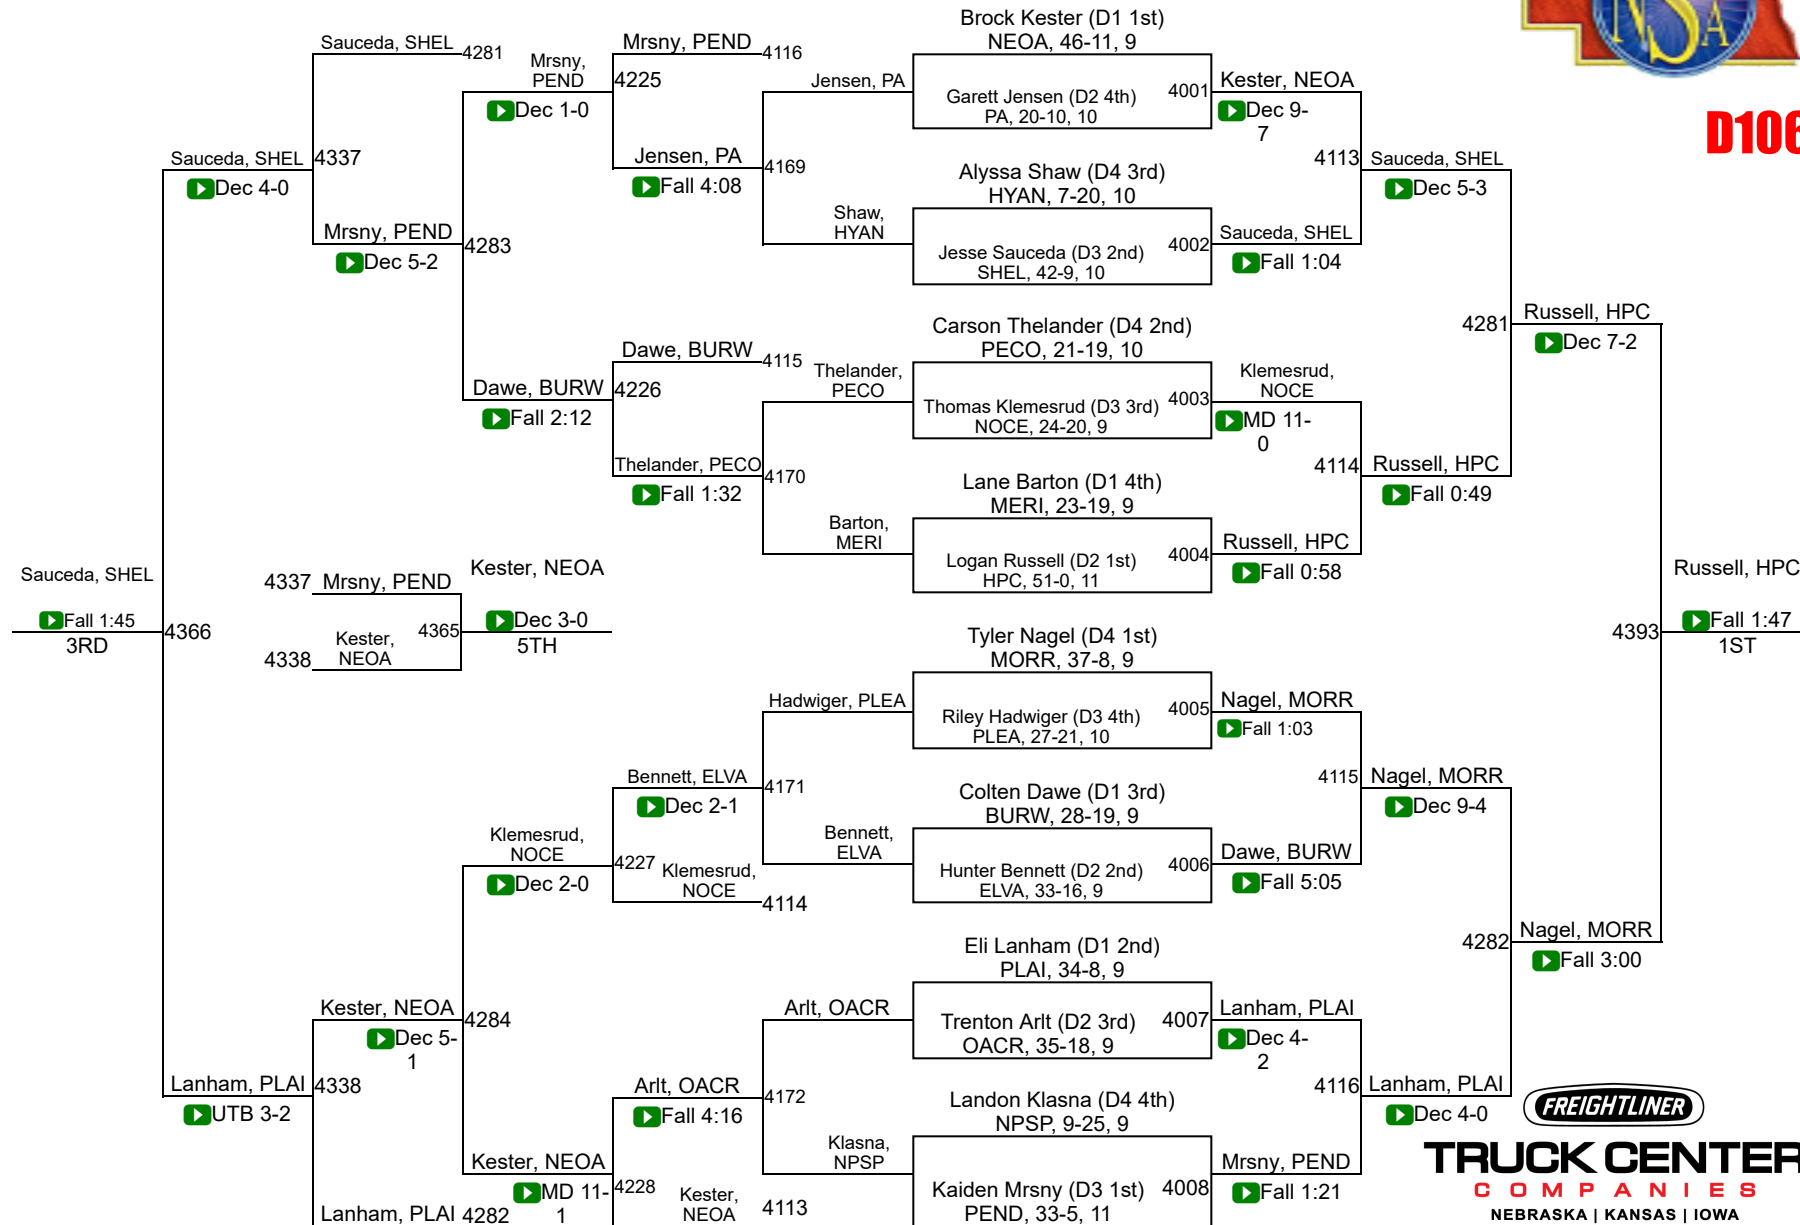 NSA
D106
Brock Kester (D1 1st)
NEOA, 46-11, 9
Garett Jensen (D2 4th)
PA, 20-10, 10
4001
Alyssa Shaw (D4 3rd)
HYAN, 7-20, 10
Jesse Sauceda (D3 2nd)
SHEL, 42-9, 10
4002
Carson Thelander (D4 2nd)
PECO, 21-19, 10
Thomas Klemesrud (D3 3rd)
NOCE, 24-20, 9
4003
Lane Barton (D1 4th)
MERI, 23-19, 9
Logan Russell (D2 1st)
HPC, 51-0, 11
4004
Tyler Nagel (D4 1st)
MORR, 37-8, 9
Riley Hadwiger (D3 4th)
PLEA, 27-21, 10
4005
Colten Dawe (D1 3rd)
BURW, 28-19, 9
Hunter Bennett (D2 2nd)
ELVA, 33-16, 9
4006
Eli Lanham (D1 2nd)
PLAI, 34-8, 9
Trenton Arlt (D2 3rd)
OACR, 35-18, 9
4007
Landon Klasna (D4 4th)
NPSP, 9-25, 9
Kaiden Mrsny (D3 1st)
PEND, 33-5, 11
4008
Kester, NEOA
Dec 9-
7
Sauceda, SHEL
Fall 1:04
Klemesrud,
NOCE
MD 11-
0
Russell, HPC
Fall 0:58
Nagel, MORR
Fall 1:03
Dawe, BURW
Fall 5:05
Lanham, PLAI
Dec 4-
2
Mrsny, PEND
Fall 1:21
4113
Sauceda, SHEL
Dec 5-3
4114
Russell, HPC
Fall 0:49
4115
Nagel, MORR
Dec 9-4
4116
Lanham, PLAI
Dec 4-0
4281
Russell, HPC
Dec 7-2
4282
Nagel, MORR
Fall 3:00
4393
Russell, HPC
Fall 1:47
1ST
Jensen, PA
Shaw,
HYAN
4169
Thelander,
PECO
Barton,
MERI
4170
Hadwiger, PLEA
Bennett,
ELVA
4171
Arlt, OACR
Klasna,
NPSP
4172
Mrsny, PEND
4116
Jensen, PA
Fall 4:08
4225
Dawe, BURW
4115
Thelander, PECO
Fall 1:32
4226
Bennett, ELVA
Dec 2-1
4227
Klemesrud,
NOCE
4114
Arlt, OACR
Fall 4:16
4228
Kester,
NEOA
4113
Mrsny,
PEND
Dec 1-0
Dawe, BURW
Fall 2:12
4283
Klemesrud,
NOCE
Dec 2-0
Kester, NEOA
MD 11-
1
4284
Sauceda, SHEL
4281
Mrsny, PEND
Dec 5-2
4337
Kester, NEOA
Dec 5-
1
4338
Lanham, PLAI
4282
Sauceda, SHEL
Dec 4-0
Lanham, PLAI
UTB 3-2
4366
Sauceda, SHEL
Fall 1:45
3RD
4337
Mrsny, PEND
4338
Kester,
NEOA
4365
Kester, NEOA
Dec 3-0
5TH
FREIGHTLINER
TRUCK CENTER
COMPANIES
NEBRASKA | KANSAS | IOWA